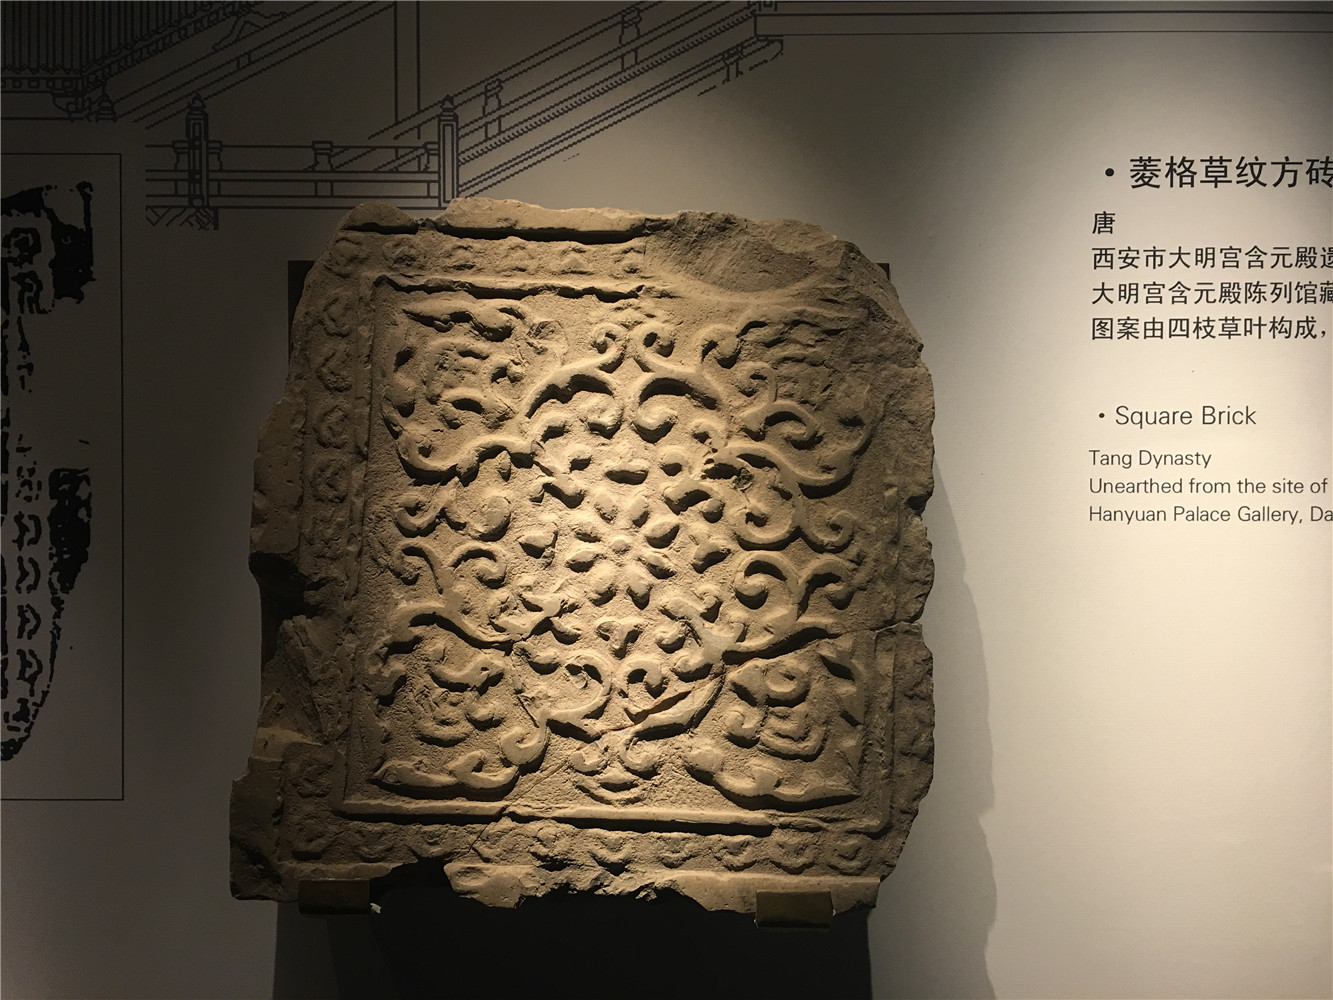 • 菱格草纹方砖
唐
西安市大明宫含元殿遗
大明宫含元殿陈列馆藏
图案由四枝草叶构成，
• Square Brick
Tang Dynasty
Unearthed from the site of
Hanyuan Palace Gallery, Da